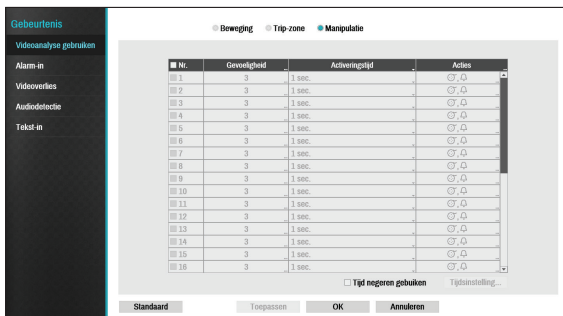 Gebeurtenis
Videoanalyse gebruiken
Alarm-in
Videoverlies
Audiodetectie
Tekst-in
Beweging Trip-zone Manipulatie
Nr. Gevoeligheid ... Activeringstijd ... Acties ...
1 3 ... 1 sec. ...
2 3 ... 1 sec. ...
3 3 ... 1 sec. ...
4 3 ... 1 sec. ...
5 3 ... 1 sec. ...
6 3 ... 1 sec. ...
7 3 ... 1 sec. ...
8 3 ... 1 sec. ...
9 3 ... 1 sec. ...
10 3 ... 1 sec. ...
11 3 ... 1 sec. ...
12 3 ... 1 sec. ...
13 3 ... 1 sec. ...
14 3 ... 1 sec. ...
15 3 ... 1 sec. ...
16 3 ... 1 sec. ...
Tijd negeren gebuiken Tijdsinstelling...
Standaard Toepassen OK Annuleren